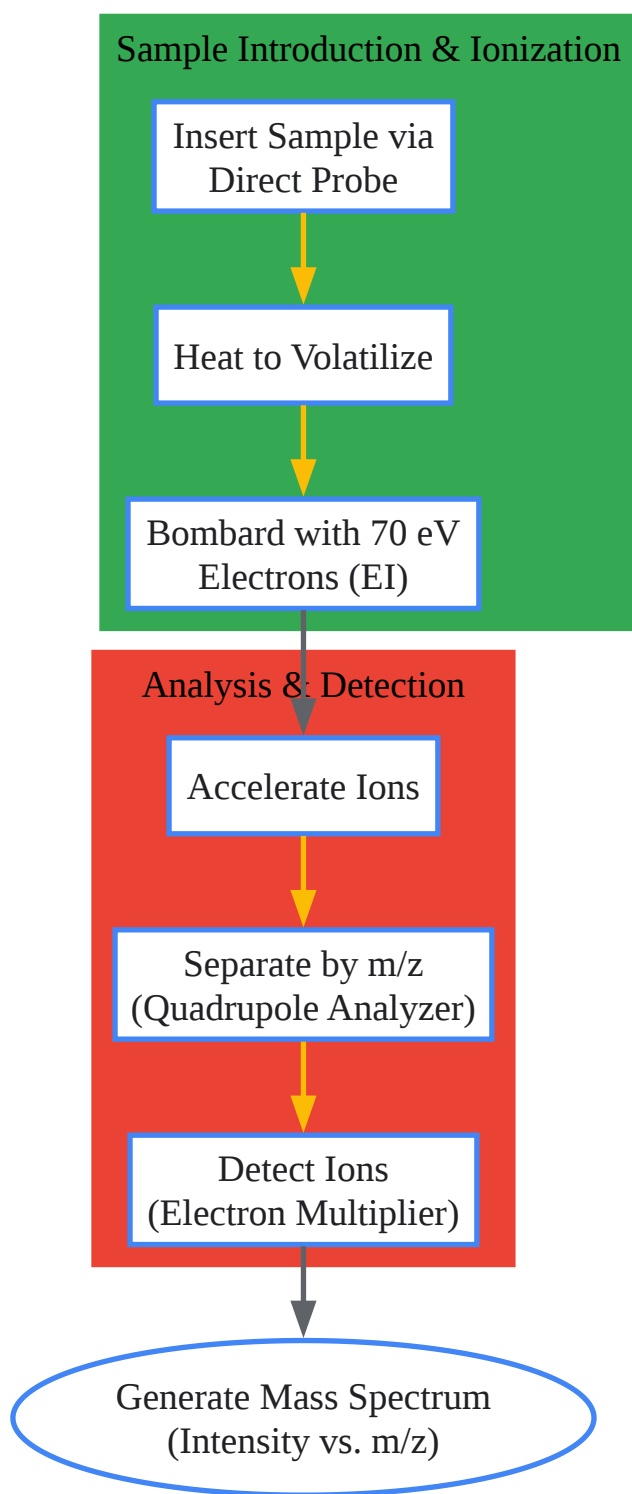 Sample Introduction & Ionization
Insert Sample via
Direct Probe
Heat to Volatilize
Bombard with 70 eV
Electrons (EI)
Analysis & Detection
Accelerate Ions
Separate by m/z
(Quadrupole Analyzer)
Detect Ions
(Electron Multiplier)
Generate Mass Spectrum
(Intensity vs. m/z)